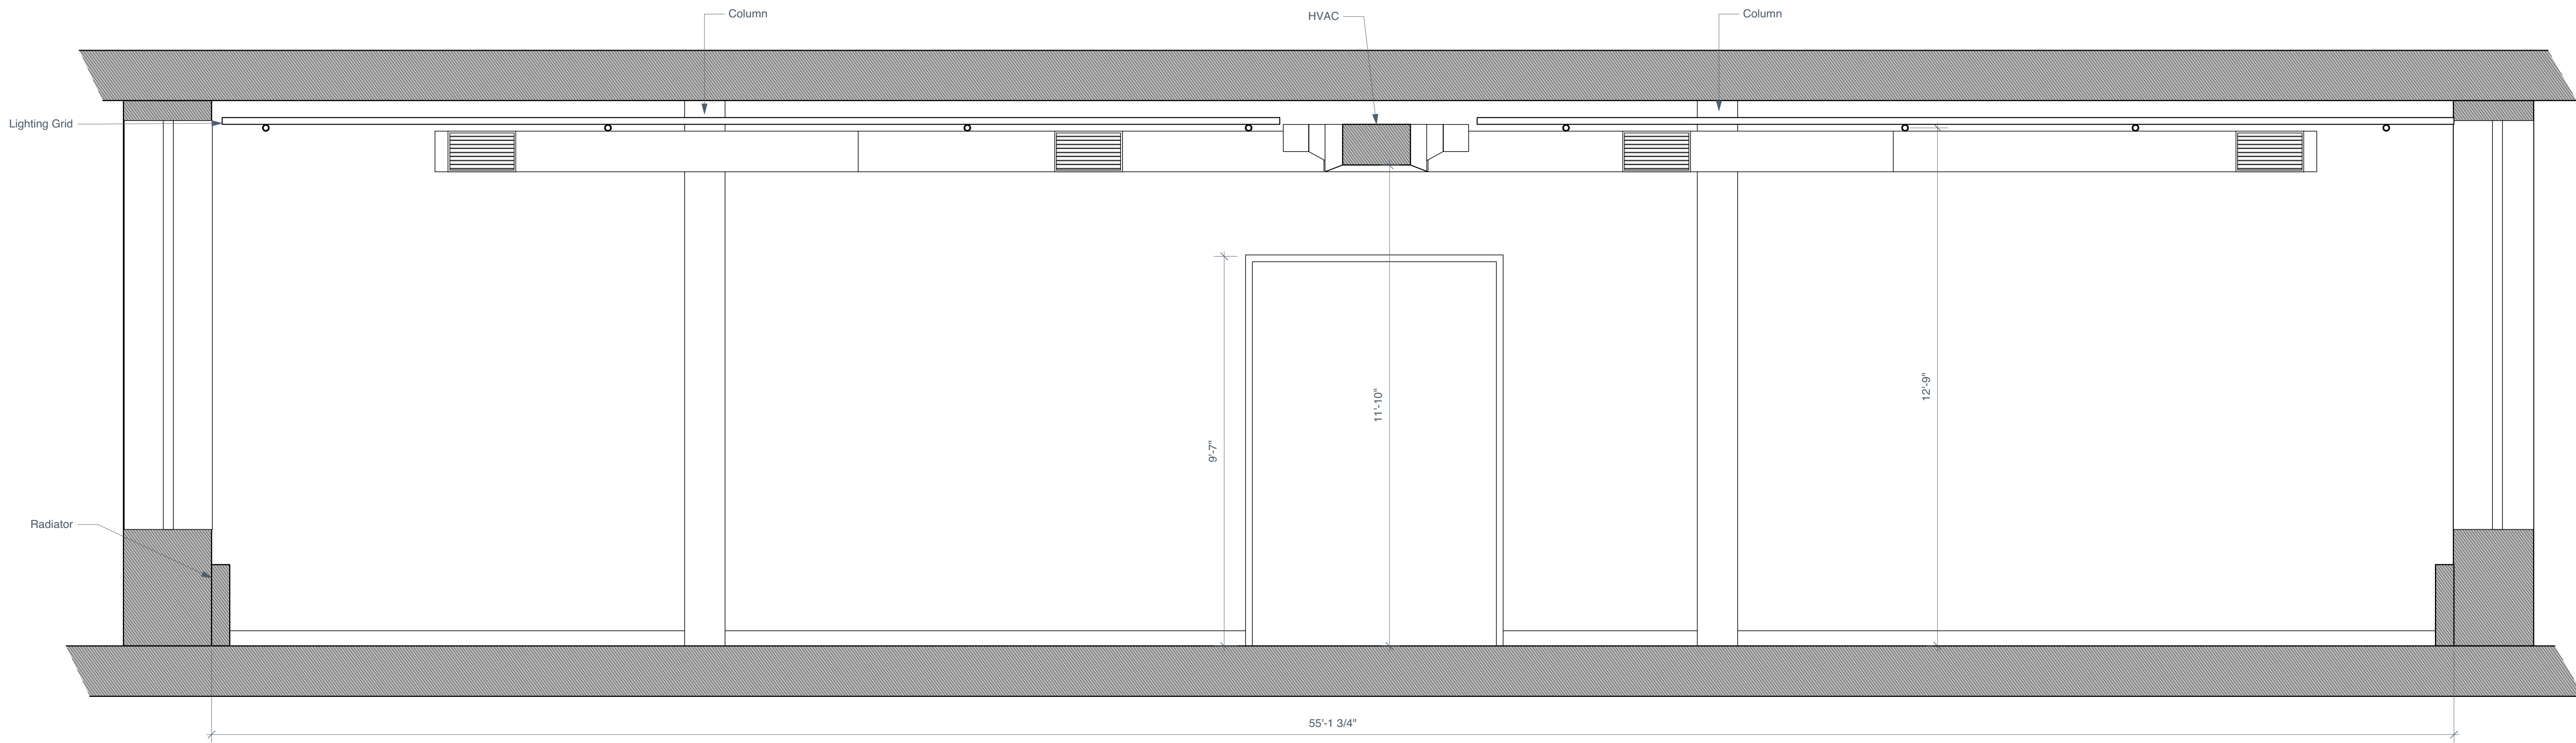 Column
HVAC
Column
Lighting Grid
12'-9"
11'-10"
9'-7"
Radiator
55'-1 3/4"